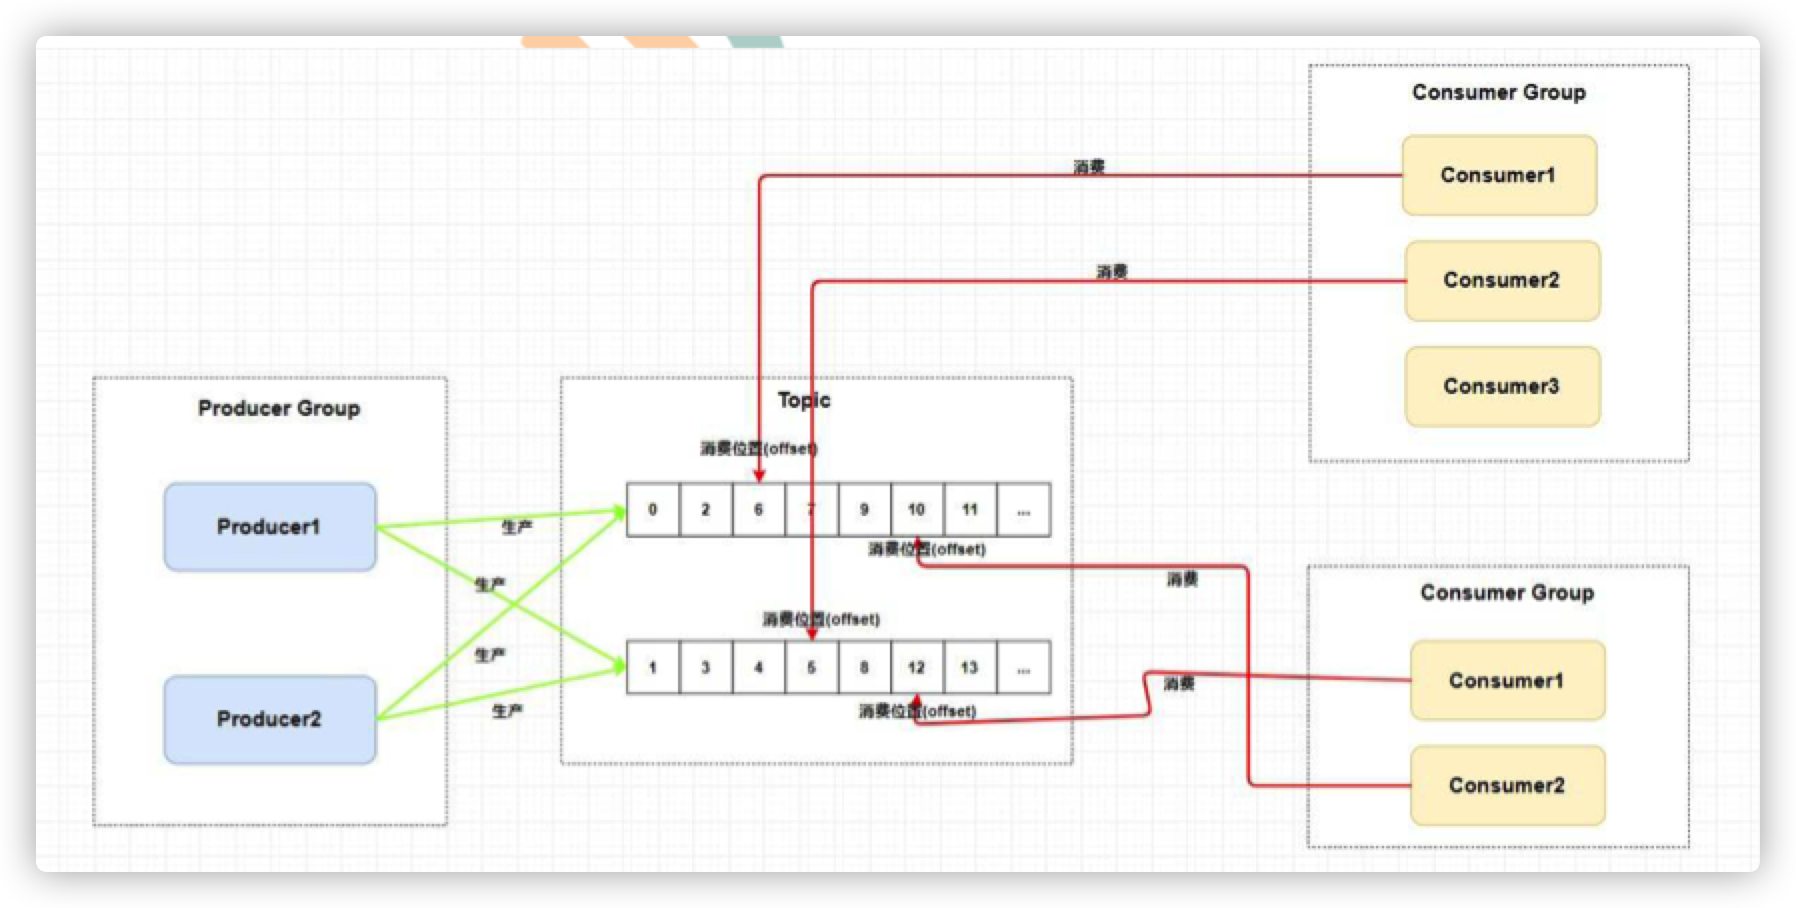 Consumer Group
消费
Consumer1
消费
Consumer2
Consumer3
Producer Group
Producer1
Producer2
生产
生产
生产
生产
Topic
消费位置(offset)
0 2 6 7 9 10 11 ...
消费位置(offset)
消费位置(offset)
1 3 4 5 8 12 13 ...
消费位置(offset)
消费
消费
Consumer Group
Consumer1
Consumer2